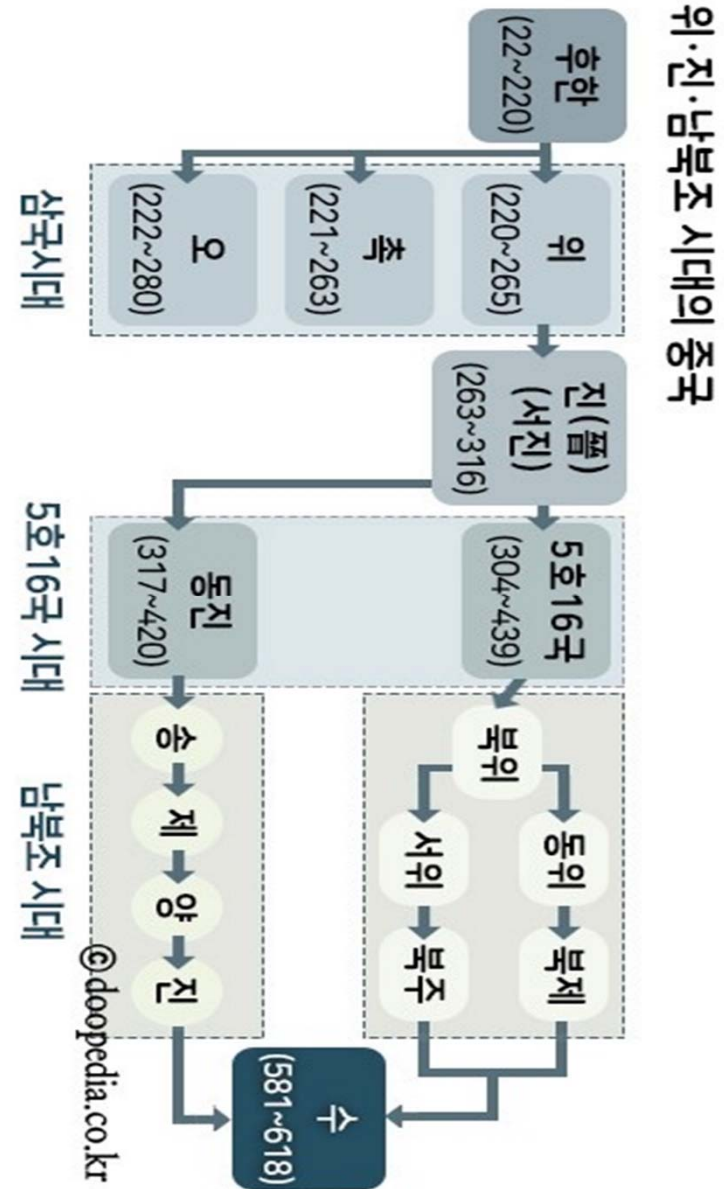 위·진·남북조 시대의 중국
후한
(22~220)
위
(220~265)
촉
(221~263)
오
(222~280)
삼국시대
진(晉)
(서진)
(263~316)
5호16국
(304~439)
동진
(317~420)
5호16국 시대
북위
동위
북제
서위
북주
송
제
양
진
남북조 시대
수
(581~618)
©doopedia.co.kr